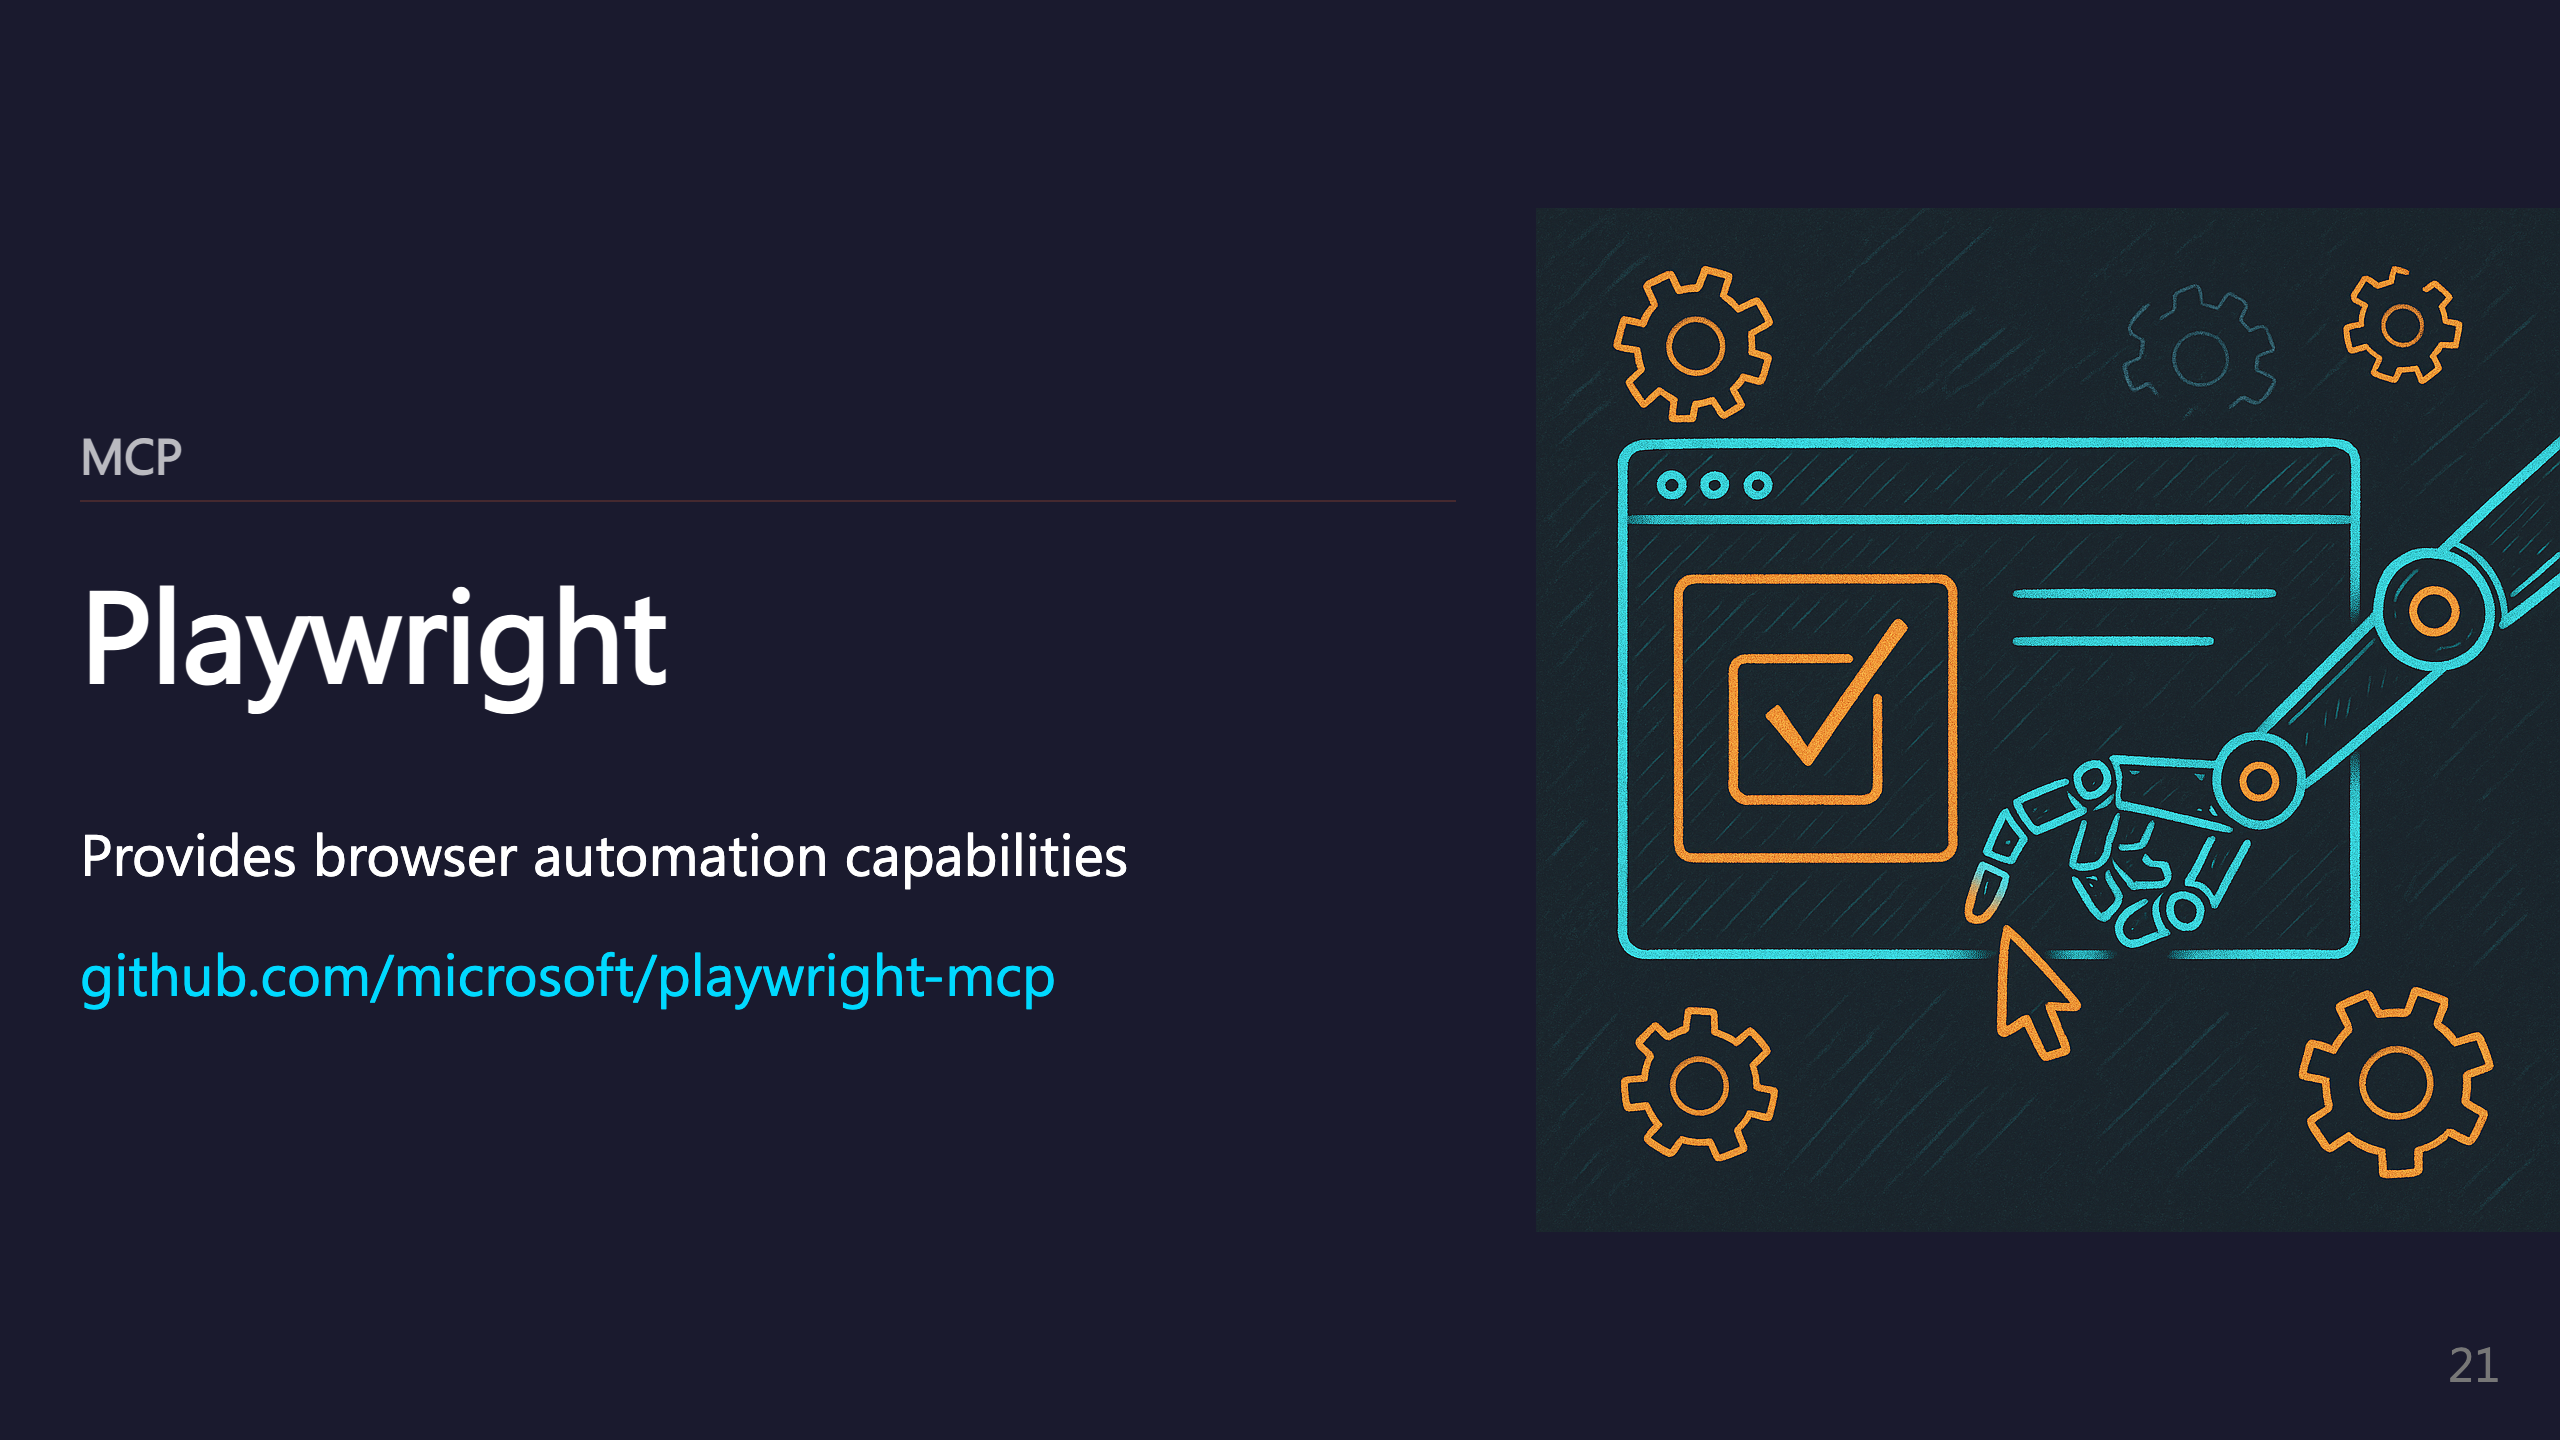 MCP
Playwright
Provides browser automation capabilities
github.com/microsoft/playwright-mcp
21